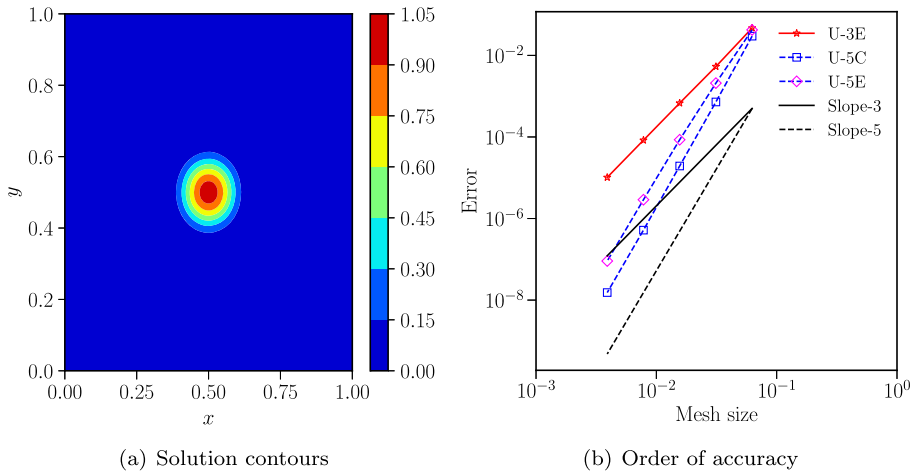 1.0
0.8
0.6
0.4
0.2
0.0
y
0.00
0.25
0.50
0.75
1.00
x
1.05
0.90
0.75
0.60
0.45
0.30
0.15
0.00
(a) Solution contours
10⁻²
10⁻⁴
10⁻⁶
10⁻⁸
Error
U-3E
U-5C
U-5E
Slope-3
Slope-5
10⁻³
10⁻²
10⁻¹
10⁰
Mesh size
(b) Order of accuracy